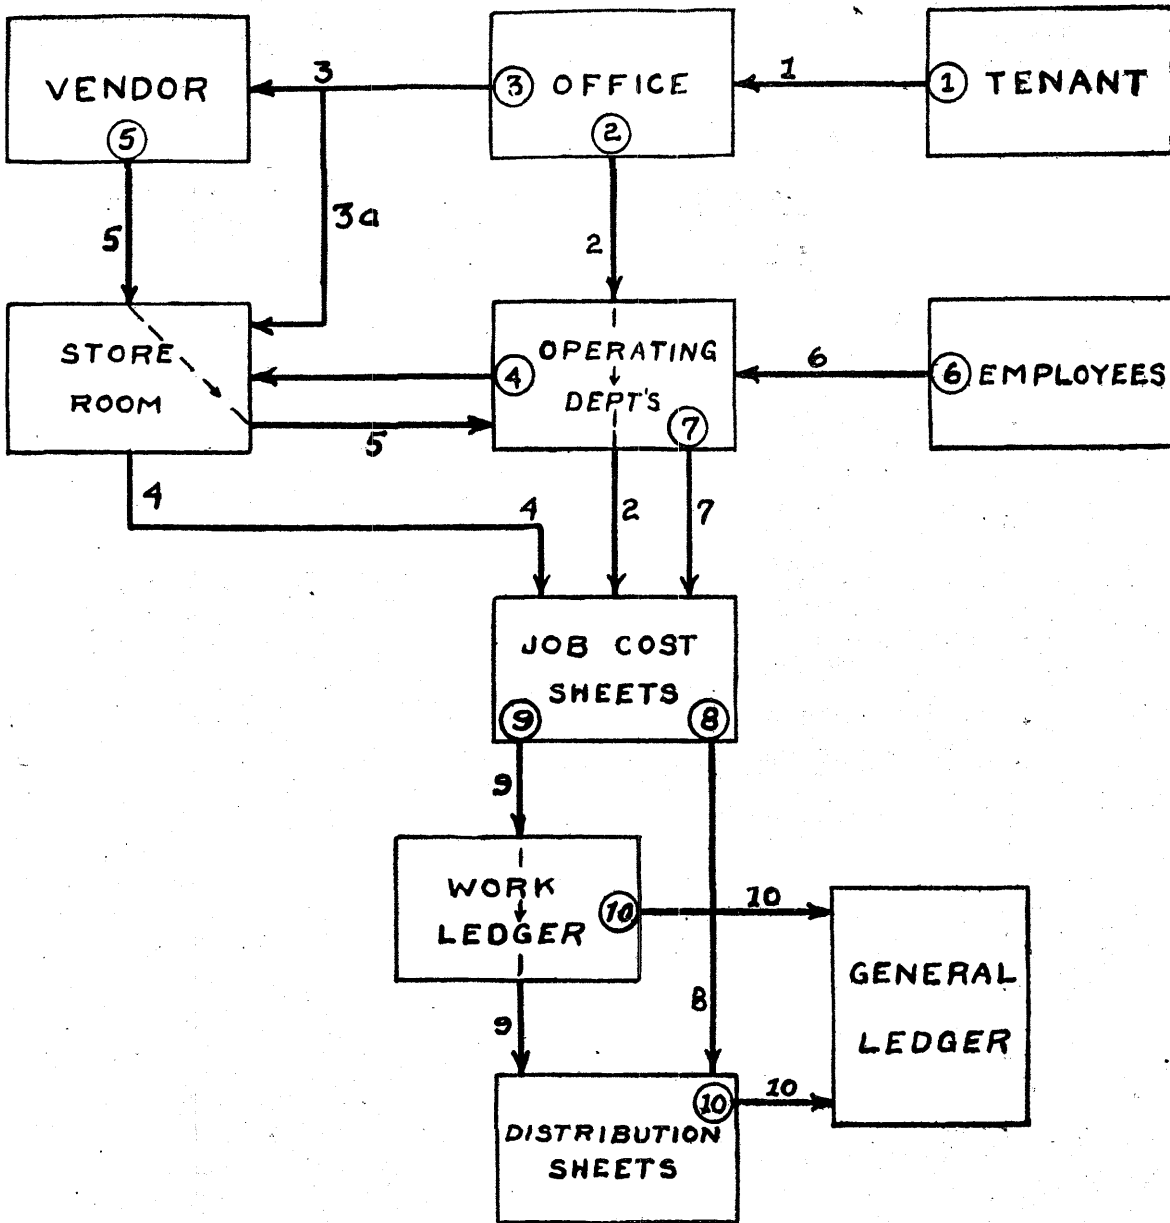 VENDOR
5
3
3 OFFICE
2
1
1 TENANT
5
3a
2
STORE
ROOM
4 OPERATING
DEPT'S
7
6
6 EMPLOYEES
5
4
4
2
7
JOB COST
SHEETS
9
8
9
WORK
LEDGER
10
10
GENERAL
LEDGER
9
8
10
10
DISTRIBUTION
SHEETS